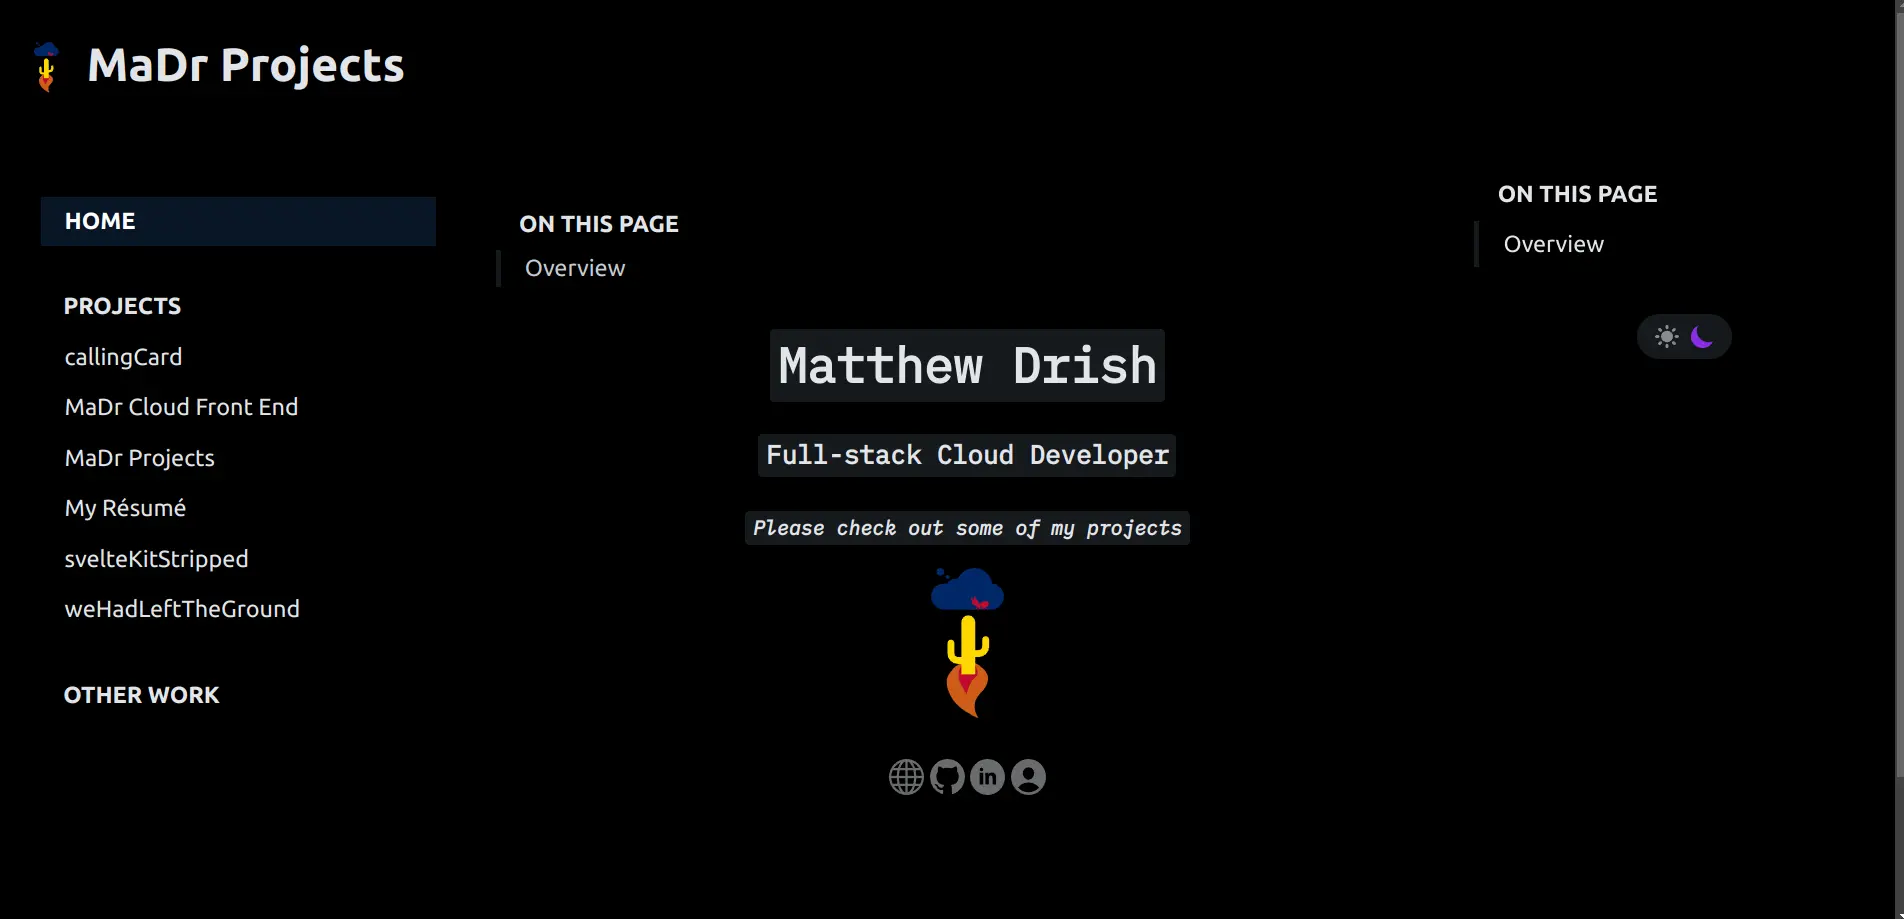 MaDr Projects
HOME
PROJECTS
callingCard
MaDr Cloud Front End
MaDr Projects
My Résumé
svelteKitStripped
weHadLeftTheGround
OTHER WORK
ON THIS PAGE
Overview
Matthew Drish
Full-stack Cloud Developer
Please check out some of my projects
in
ON THIS PAGE
Overview